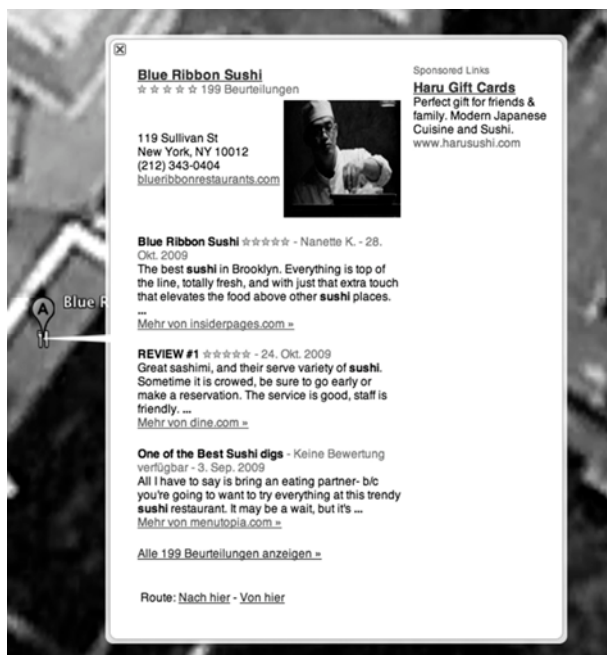 Blue Ribbon Sushi
199 Beurteilungen
119 Sullivan St
New York, NY 10012
(212) 343-0404
blueribbonrestaurants.com
Sponsored Links
Haru Gift Cards
Perfect gift for friends &
family. Modern Japanese
Cuisine and Sushi.
www.harusushi.com
Blue Ribbon Sushi ☆☆☆☆☆ - Nanette K. - 28.
Okt. 2009
The best sushi in Brooklyn. Everything is top of
the line, totally fresh, and with just that extra touch
that elevates the food above other sushi places.
...
Mehr von insiderpages.com »
REVIEW #1 ☆☆☆☆☆ - 24. Okt. 2009
Great sashimi, and their serve variety of sushi.
Sometime it is crowed, be sure to go early or
make a reservation. The service is good, staff is
friendly. ...
Mehr von dine.com »
One of the Best Sushi digs - Keine Bewertung
verfügbar - 3. Sep. 2009
All I have to say is bring an eating partner- b/c
you're going to want to try everything at this trendy
sushi restaurant. It may be a wait, but it's ...
Mehr von menutopia.com »
Alle 199 Beurteilungen anzeigen »
Route: Nach hier - Von hier
A
Blue R